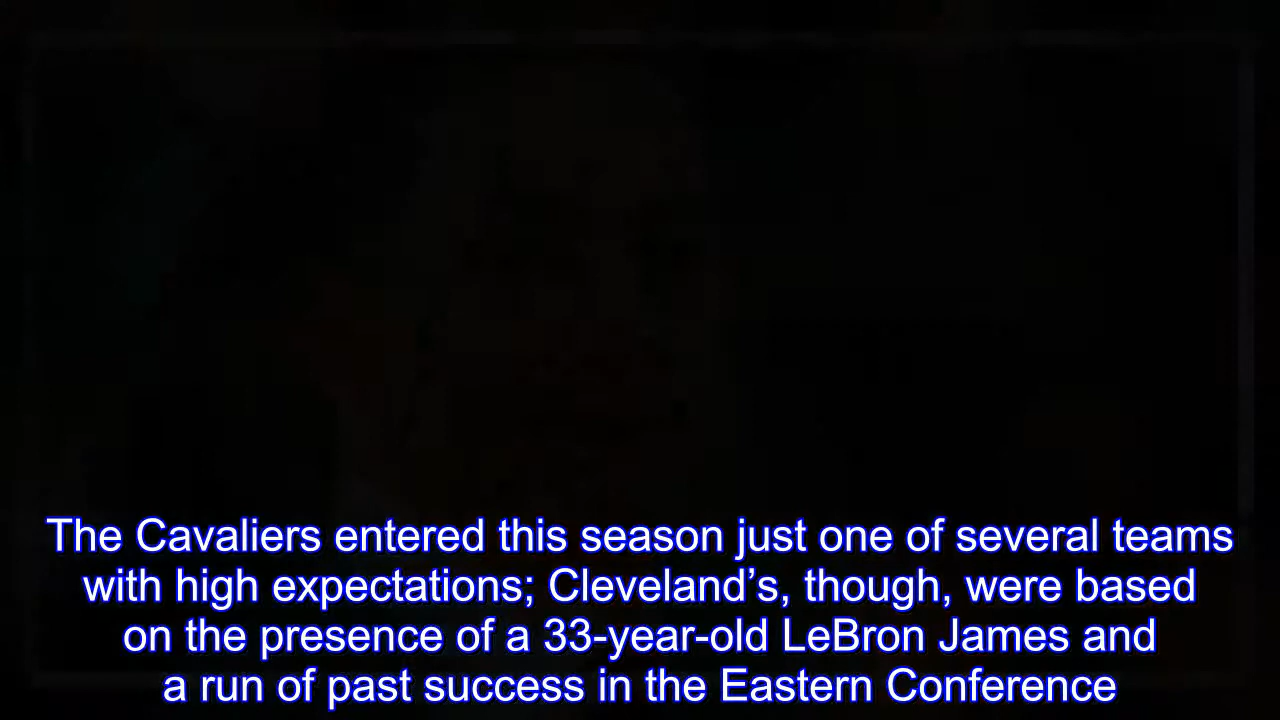 The Cavaliers entered this season just one of several teams
with high expectations; Cleveland’s, though, were based
on the presence of a 33-year-old LeBron James and
a run of past success in the Eastern Conference